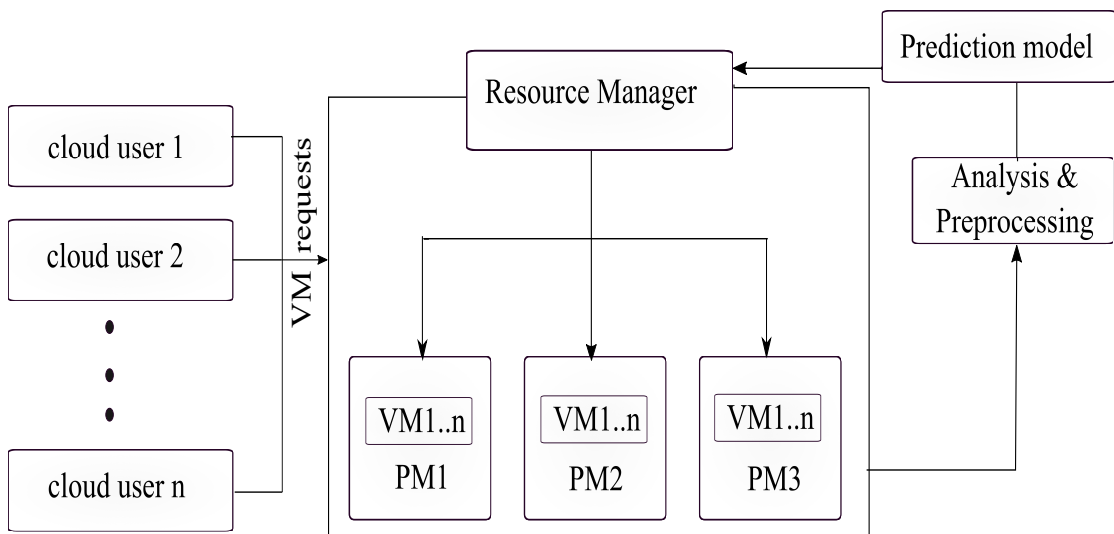 Prediction model
Resource Manager
cloud user 1
VM requests
Analysis &
Preprocessing
cloud user 2
cloud user n
VM1..n
PM1
VM1..n
PM2
VM1..n
PM3